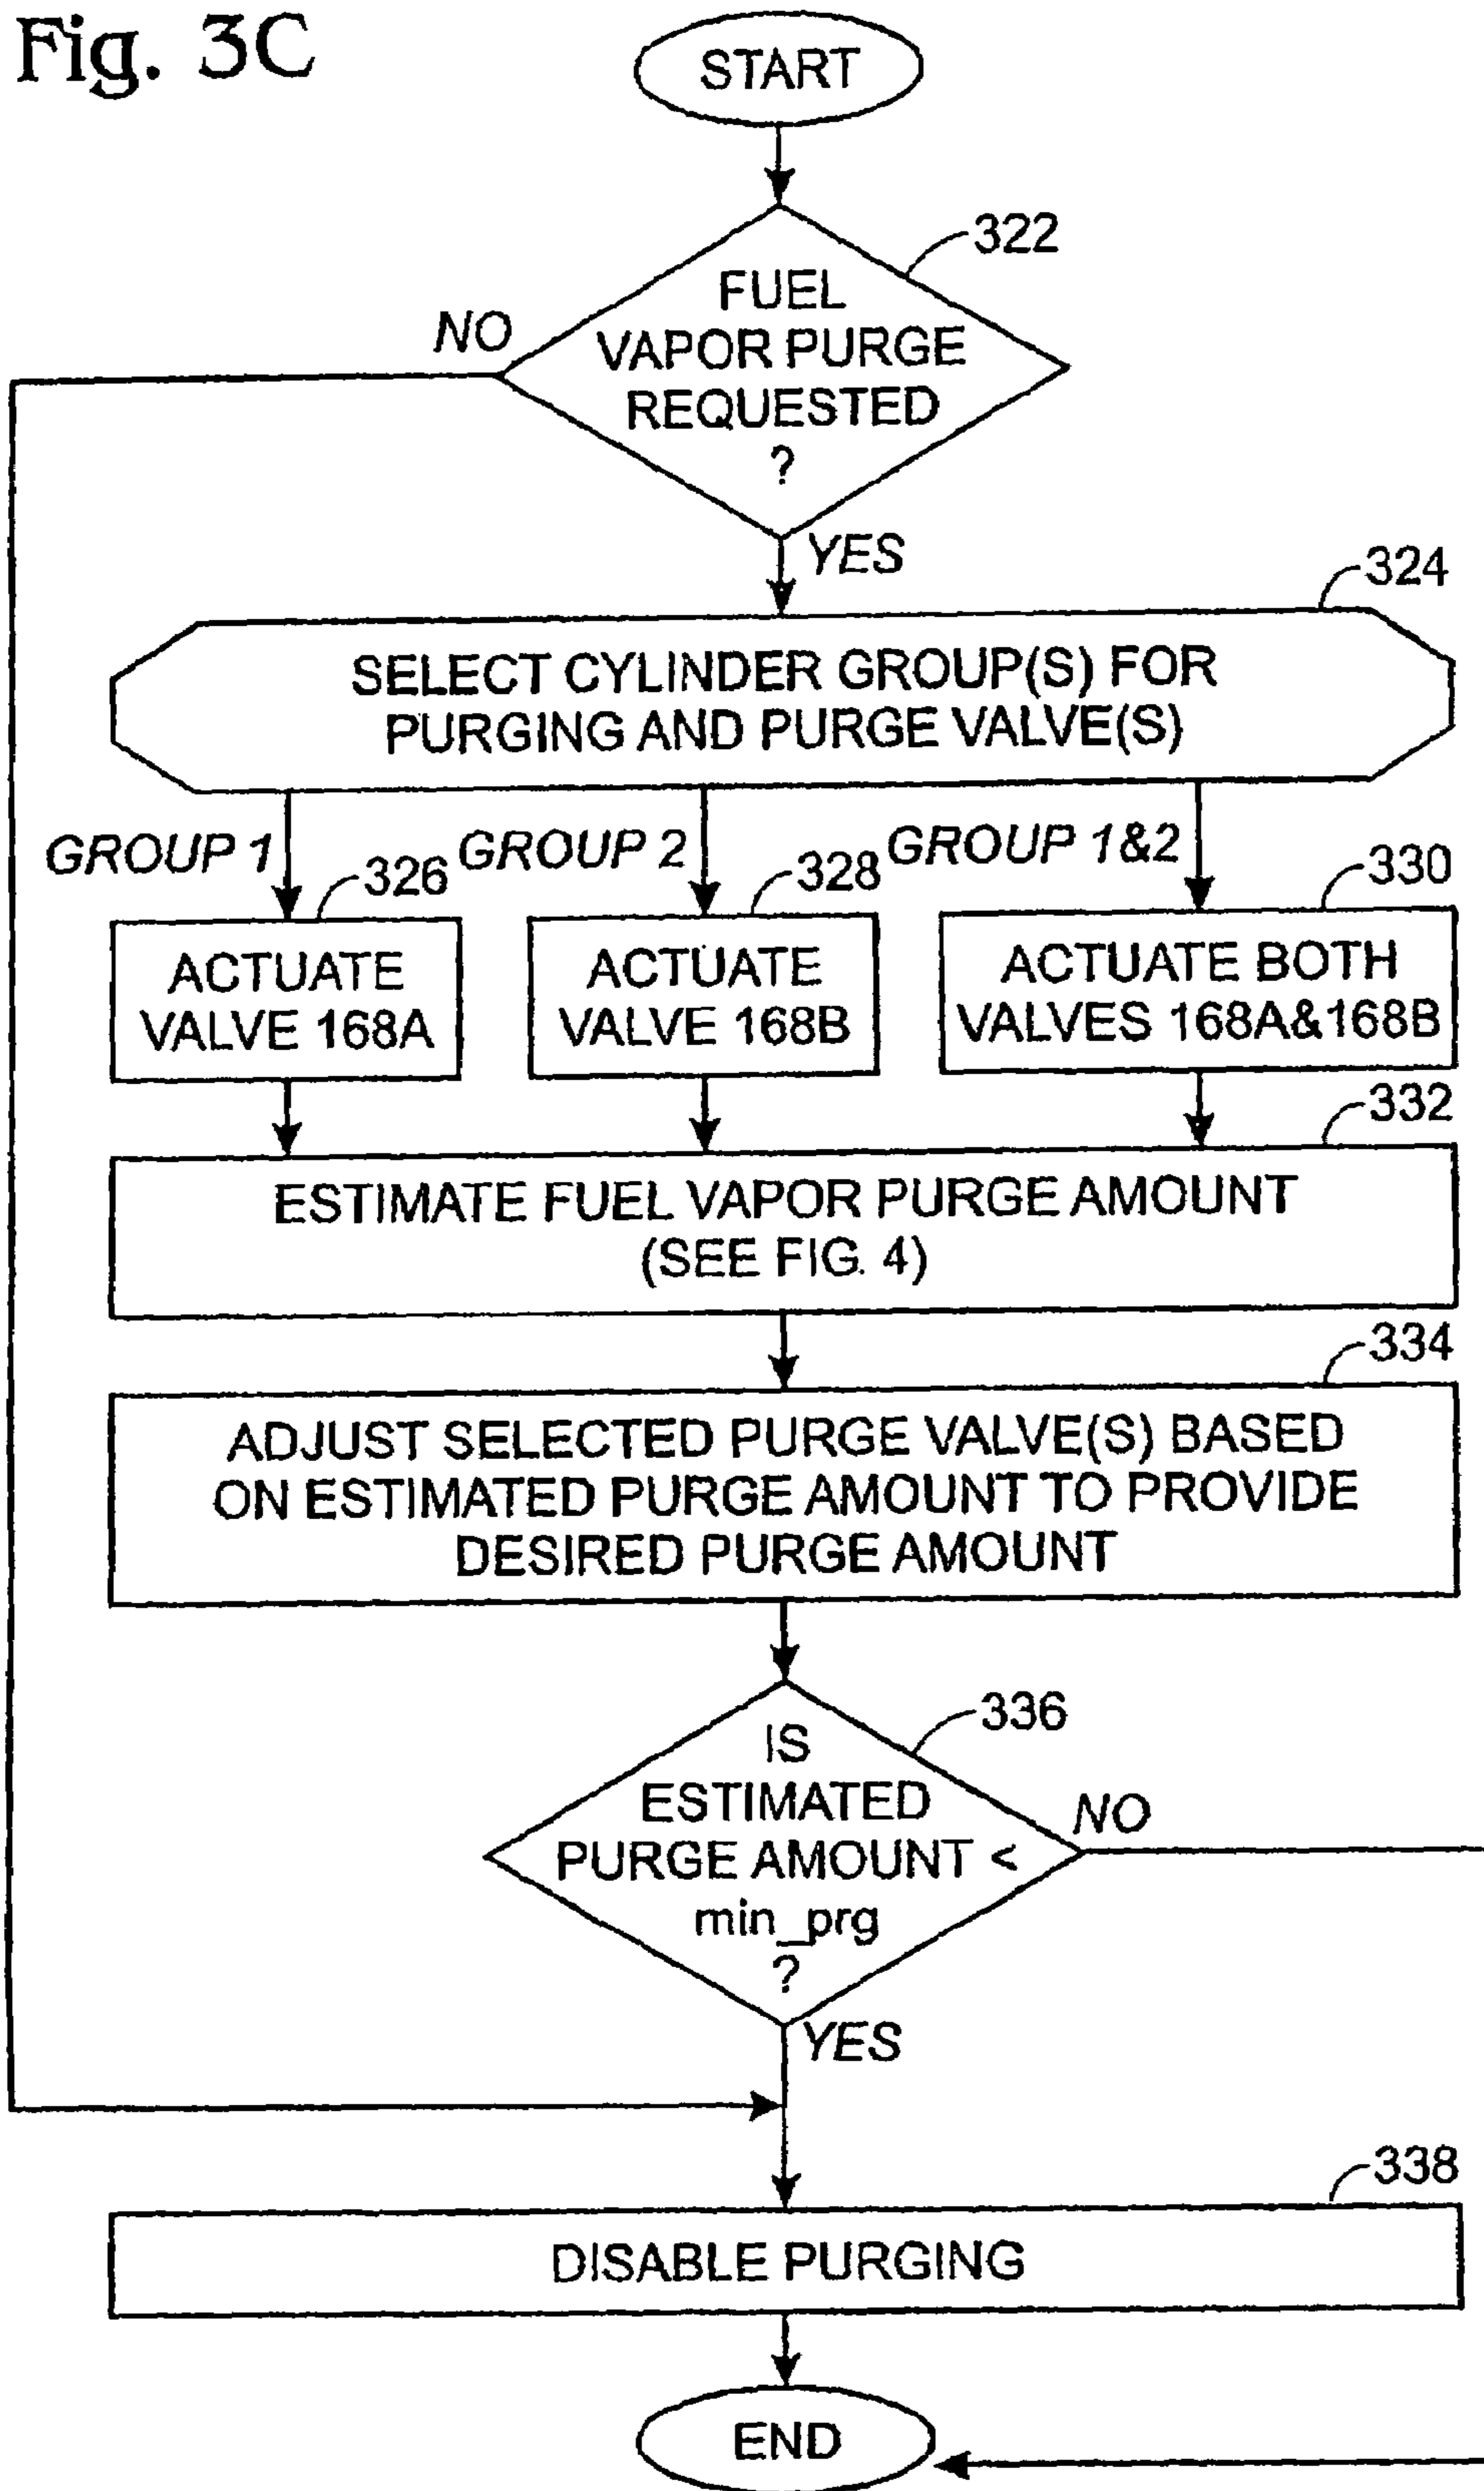 Fig. 3C
START
322
FUEL
VAPOR PURGE
REQUESTED
?
NO
YES
324
SELECT CYLINDER GROUP(S) FOR
PURGING AND PURGE VALVE(S)
GROUP 1
GROUP 2
GROUP 1&2
326
328
330
ACTUATE
VALVE 168A
ACTUATE
VALVE 168B
ACTUATE BOTH
VALVES 168A&168B
332
ESTIMATE FUEL VAPOR PURGE AMOUNT
(SEE FIG. 4)
334
ADJUST SELECTED PURGE VALVE(S) BASED
ON ESTIMATED PURGE AMOUNT TO PROVIDE
DESIRED PURGE AMOUNT
336
IS
ESTIMATED
PURGE AMOUNT <
min_prg
?
NO
YES
338
DISABLE PURGING
END